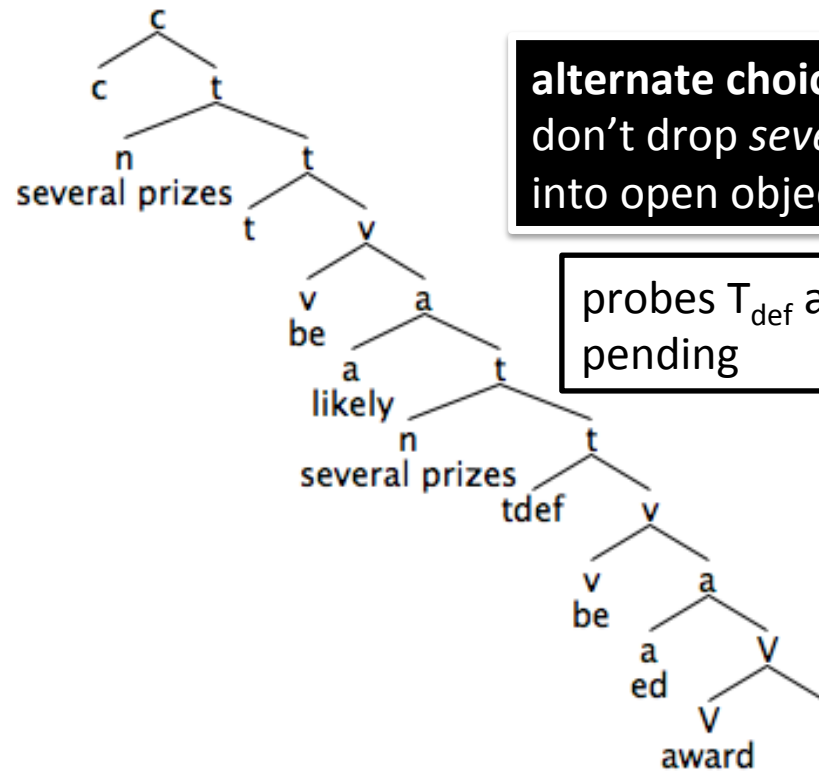 c
c t
alternate choic
don't drop seve
into open objec
n t
several prizes
t v
probes Tdef a
pending
v a
be
a t
likely
n t
several prizes
tdef v
v a
be
a V
ed
V
award